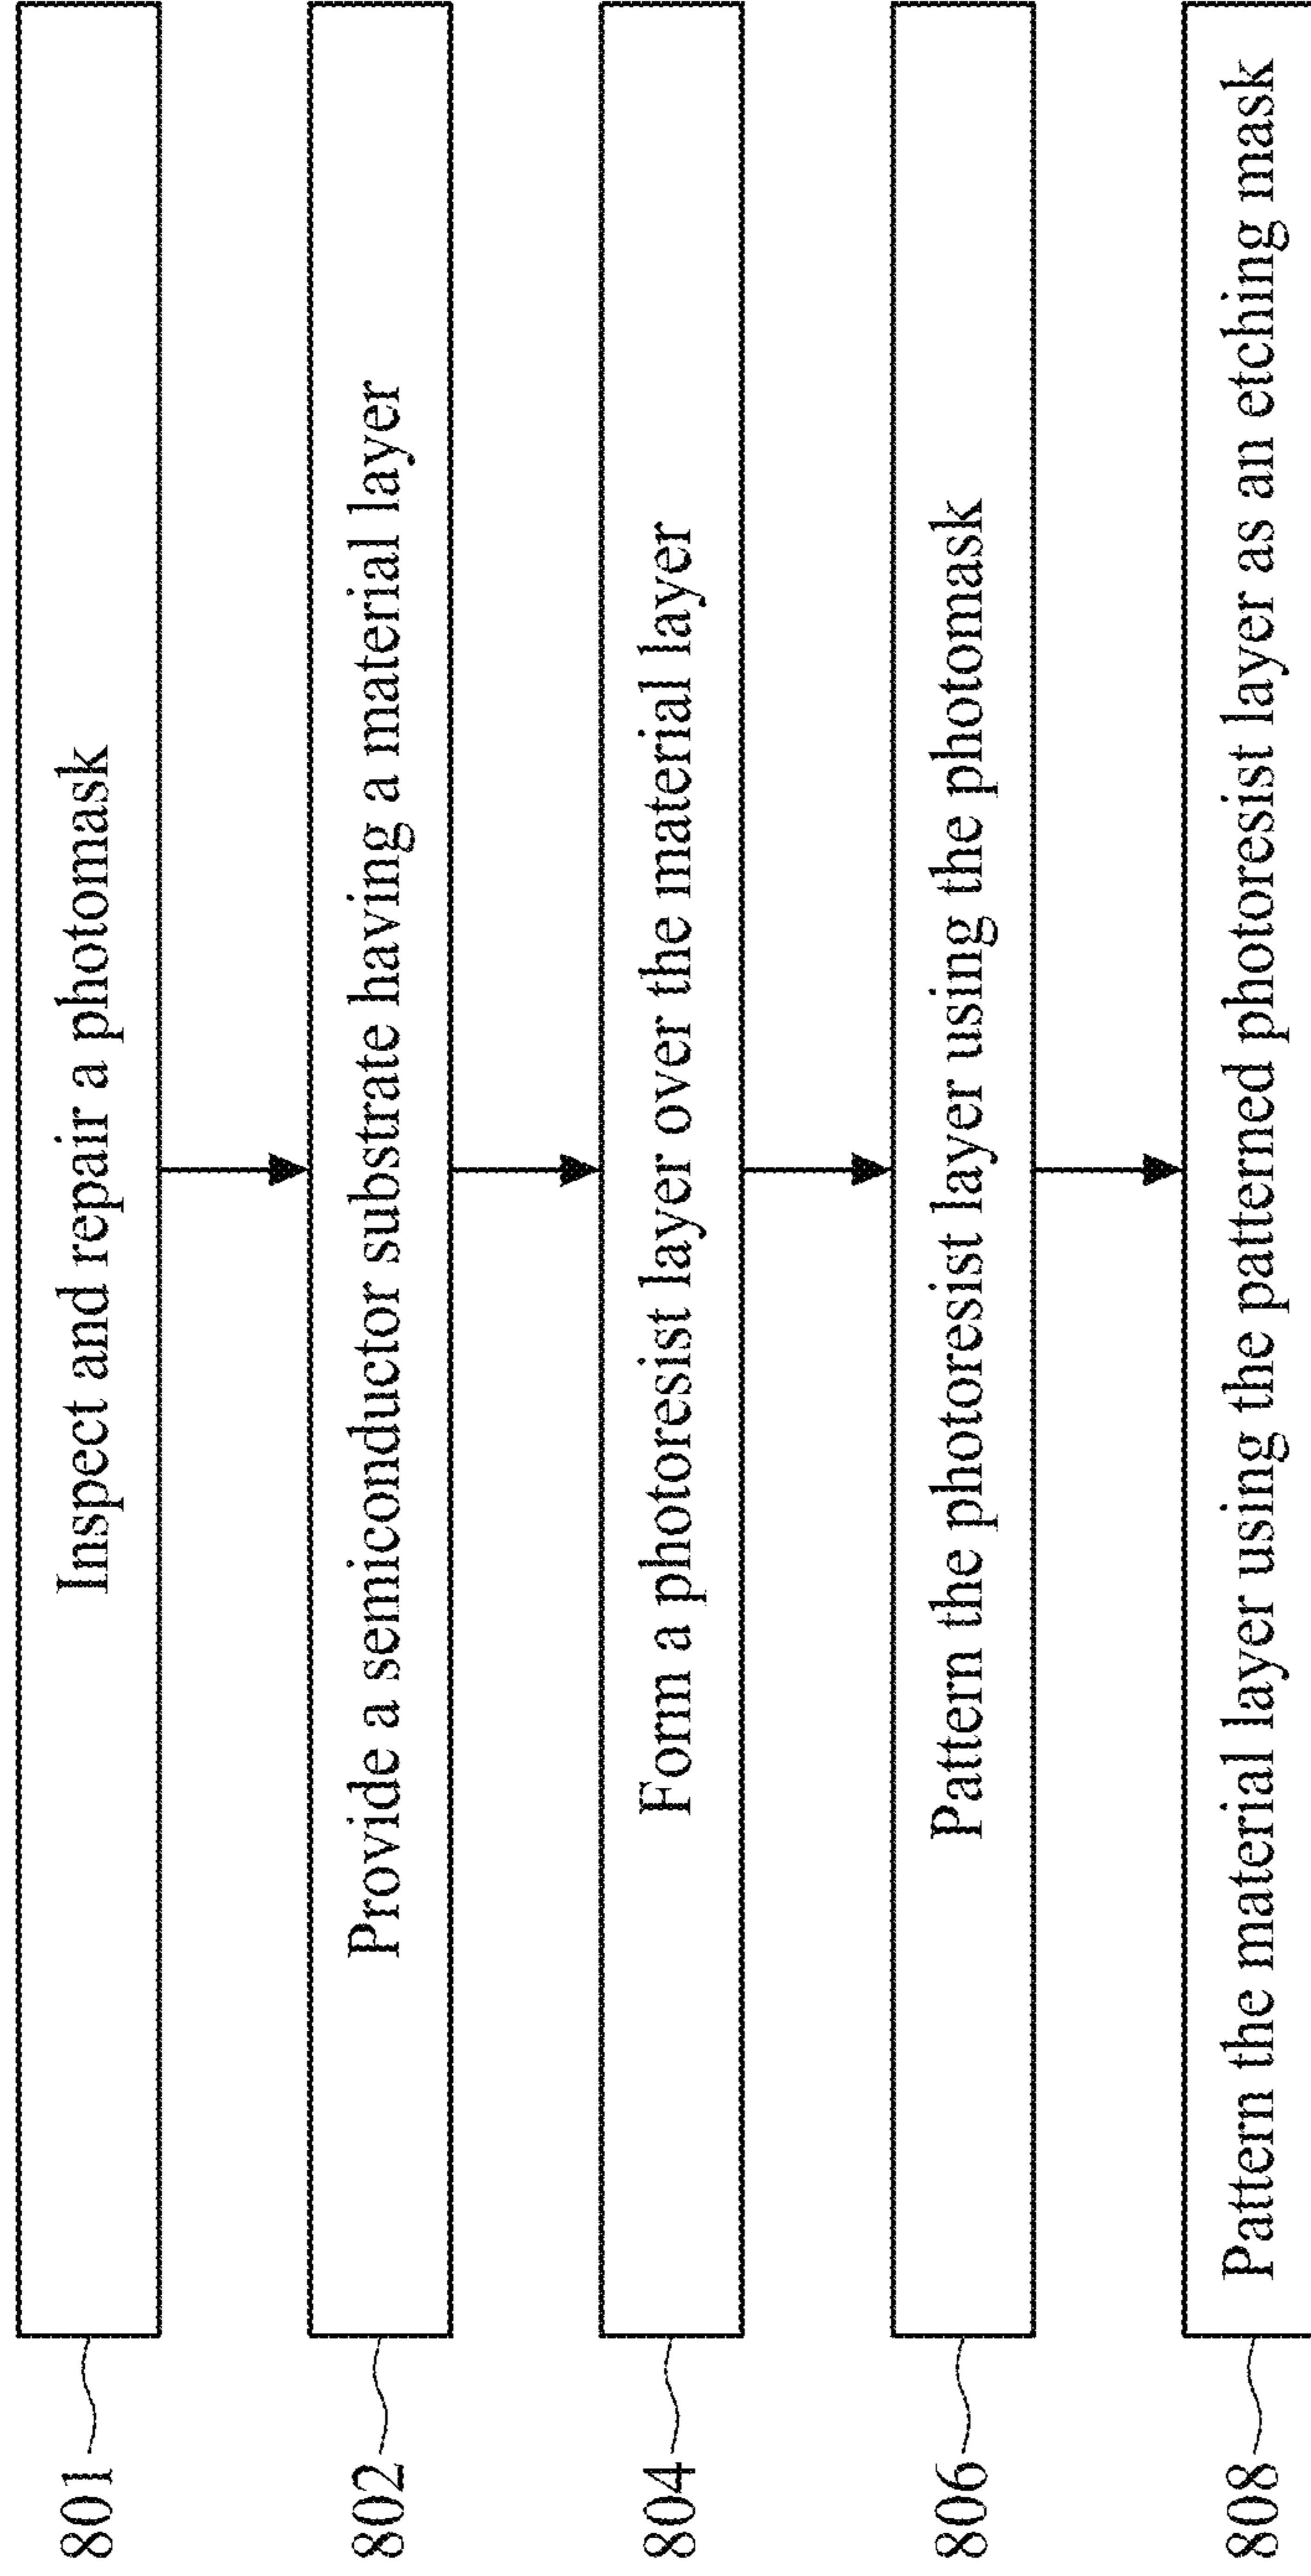 801 Inspect and repair a photomask
802 Provide a semiconductor substrate having a material layer
804 Form a photoresist layer over the material layer
806 Pattern the photoresist layer using the photomask
808 Pattern the material layer using the patterned photoresist layer as an etching mask